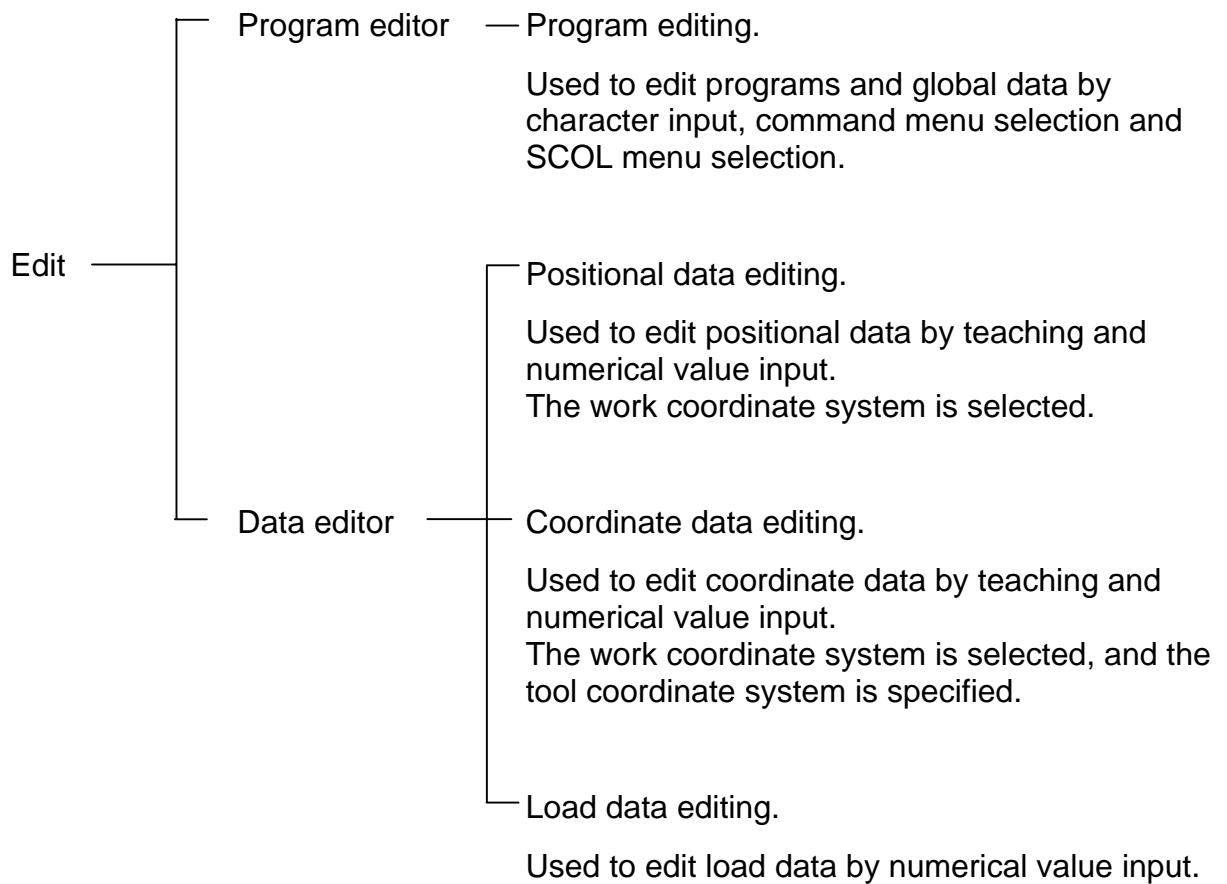 Program editor
Program editing.
Used to edit programs and global data by
character input, command menu selection and
SCOL menu selection.
Edit
Positional data editing.
Used to edit positional data by teaching and
numerical value input.
The work coordinate system is selected.
Data editor
Coordinate data editing.
Used to edit coordinate data by teaching and
numerical value input.
The work coordinate system is selected, and the
tool coordinate system is specified.
Load data editing.
Used to edit load data by numerical value input.